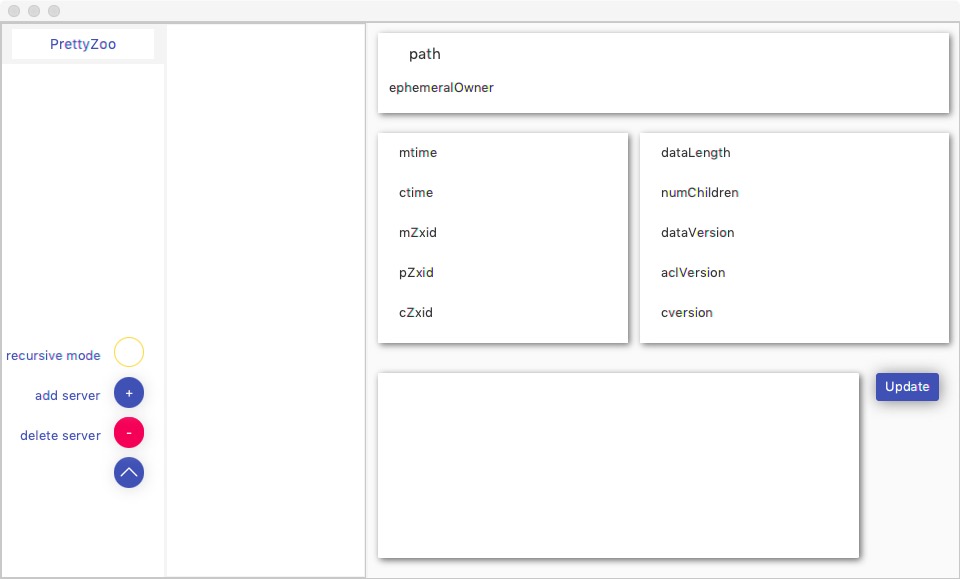 PrettyZoo
recursive mode
add server
+
delete server
-
path
ephemeralOwner
mtime
ctime
mZxid
pZxid
cZxid
dataLength
numChildren
dataVersion
aclVersion
cversion
Update